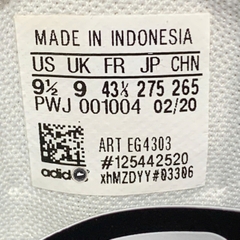 MADE IN INDONESIA
US UK FR JP CHN
9½ 9 43⅓ 275 265
PWJ 001004 02/20
ART EG4303
#125442520
adidas xhMZDYY#03306